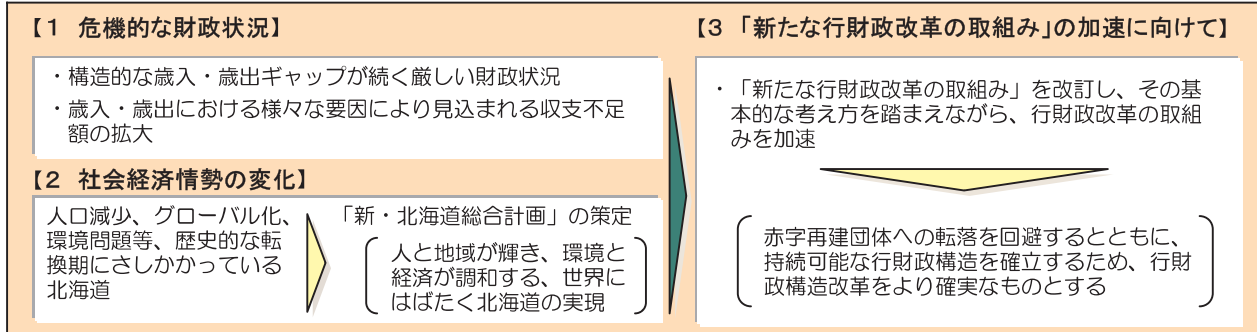 【1 危機的な財政状況】
・構造的な歳入・歳出ギャップが続く厳しい財政状況
・歳入・歳出における様々な要因により見込まれる収支不足
額の拡大
【2 社会経済情勢の変化】
人口減少、グローバル化、
環境問題等、歴史的な転
換期にさしかかっている
北海道
「新・北海道総合計画」の策定
人と地域が輝き、環境と
経済が調和する、世界に
はばたく北海道の実現
【3 「新たな行財政改革の取組み」の加速に向けて】
・「新たな行財政改革の取組み」を改訂し、その基
本的な考え方を踏まえながら、行財政改革の取組
みを加速
赤字再建団体への転落を回避するとともに、
持続可能な行財政構造を確立するため、行財
政構造改革をより確実なものとする